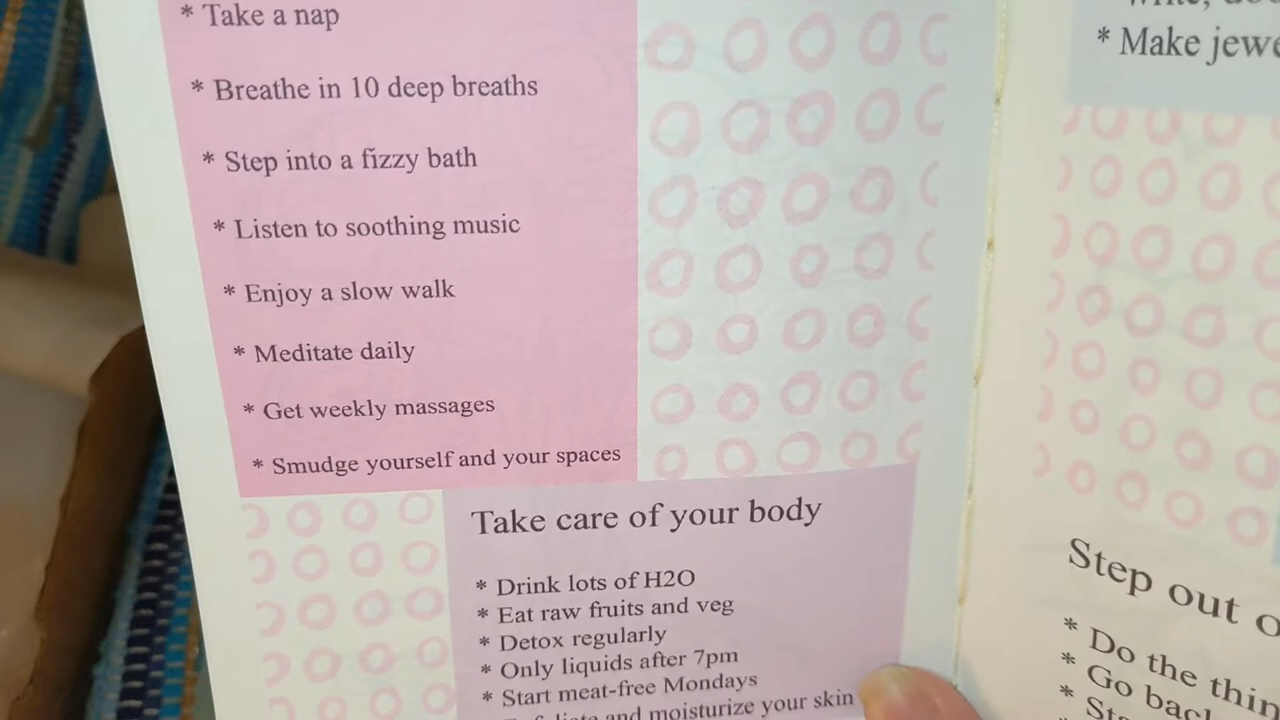 * Take a nap
* Breathe in 10 deep breaths
* Step into a fizzy bath
* Listen to soothing music
* Enjoy a slow walk
* Meditate daily
* Get weekly massages
* Smudge yourself and your spaces
Take care of your body
* Drink lots of H2O
* Eat raw fruits and veg
* Detox regularly
* Only liquids after 7pm
* Start meat-free Mondays
and moisturize your skin
* Make
Step out
* Do the
* Go
*